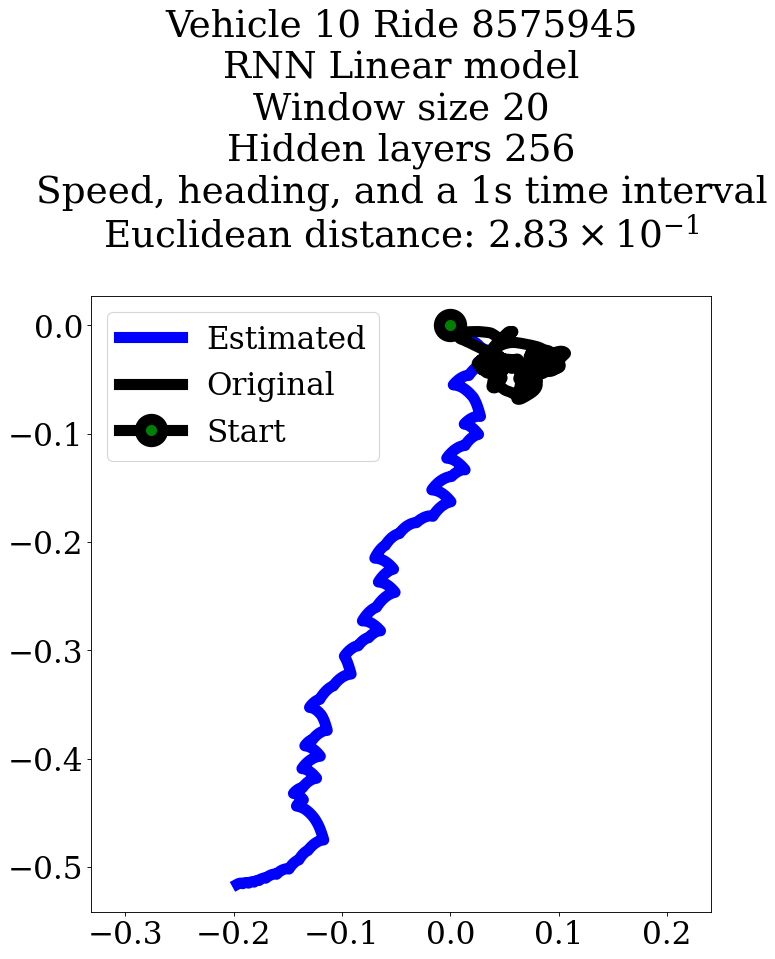 Vehicle 10 Ride 8575945
RNN Linear model
Window size 20
Hidden layers 256
Speed, heading, and a 1s time interval
Euclidean distance: 2.83 × 10⁻¹
Estimated
Original
Start
0.0
−0.1
−0.2
−0.3
−0.4
−0.5
−0.3 −0.2 −0.1 0.0 0.1 0.2